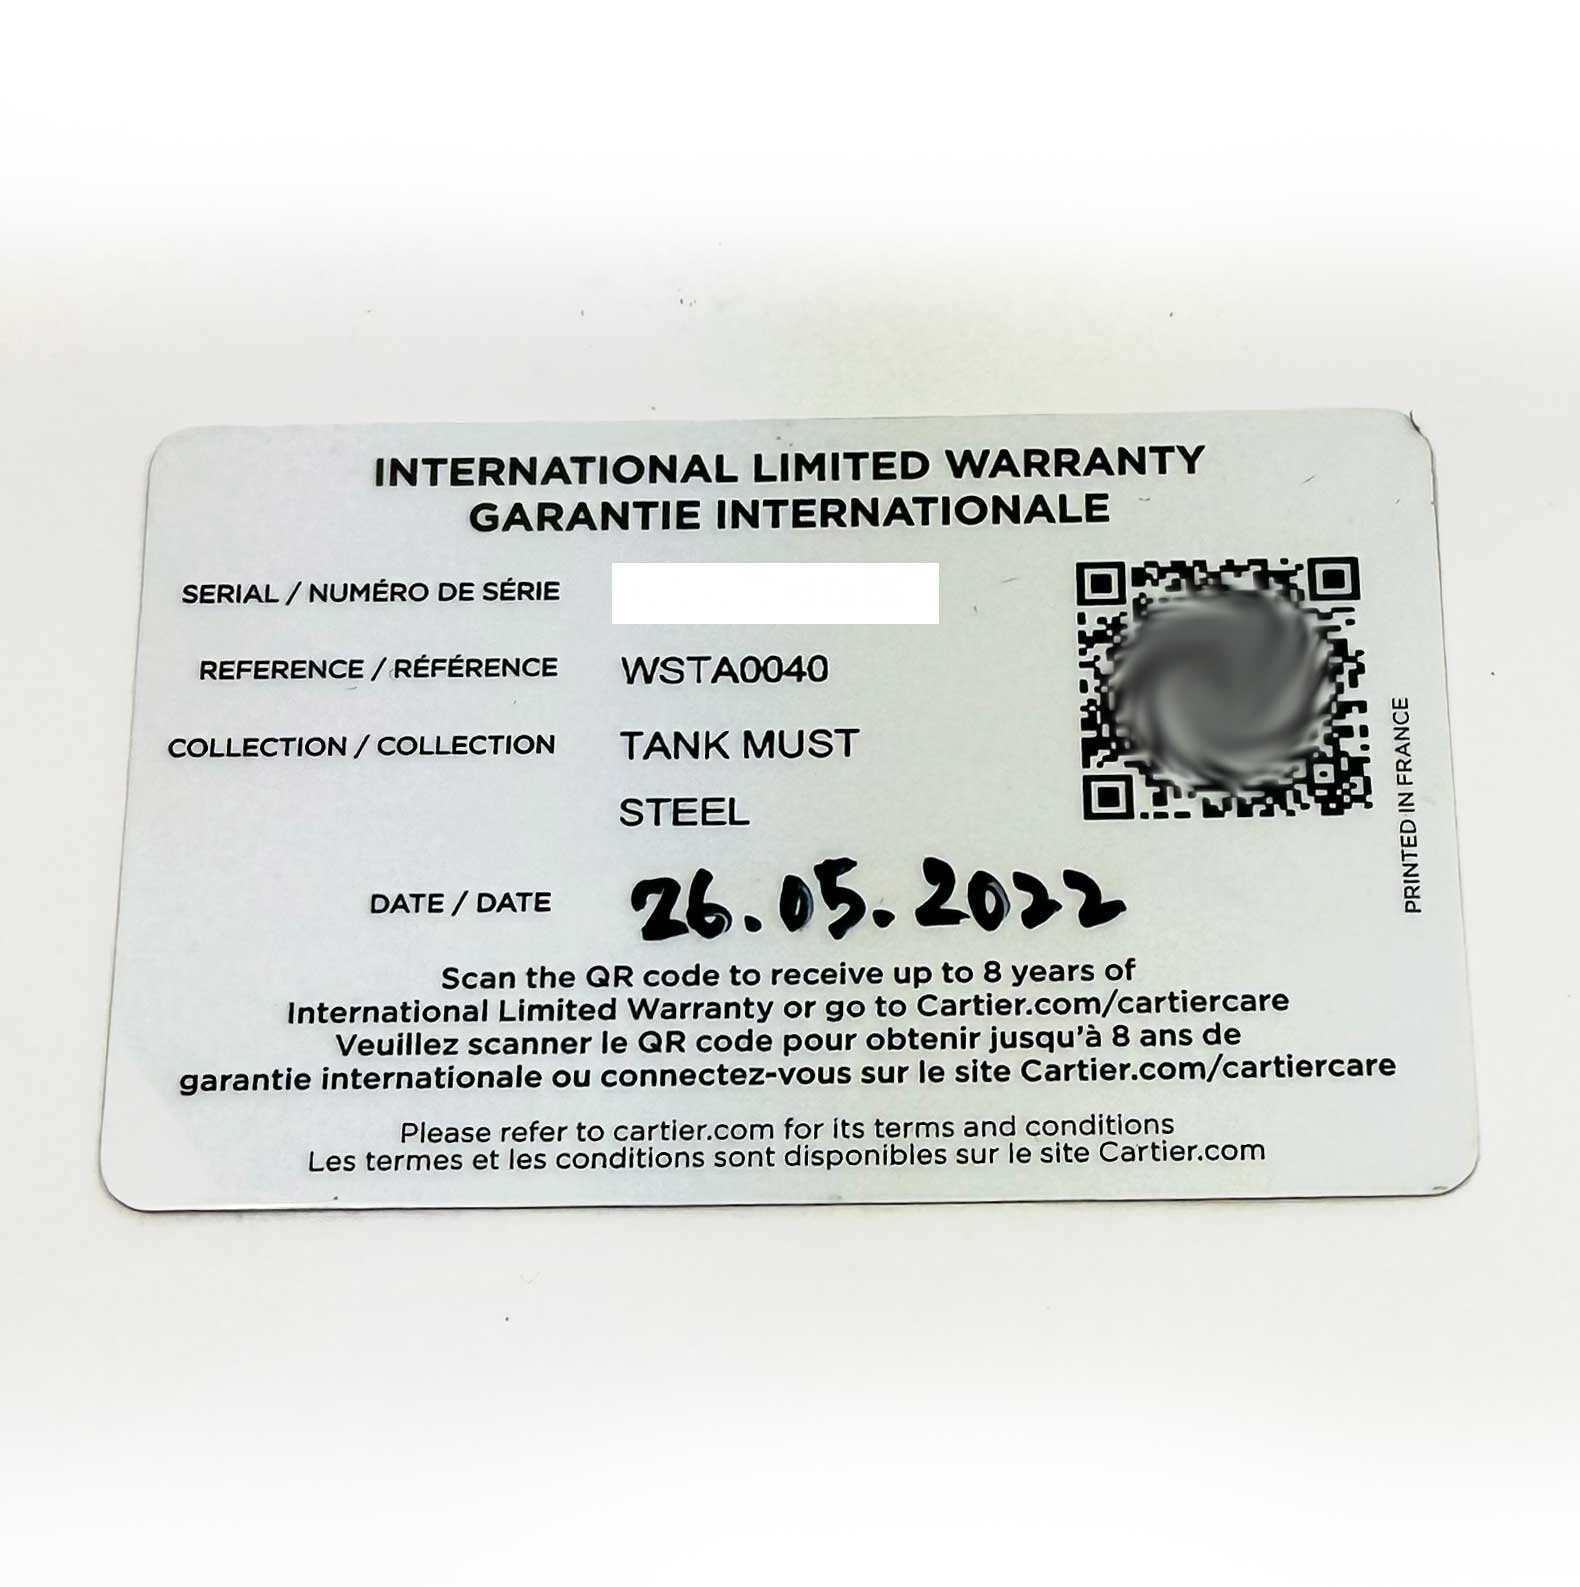 INTERNATIONAL LIMITED WARRANTY
GARANTIE INTERNATIONALE
SERIAL / NUMÉRO DE SÉRIE
REFERENCE / RÉFÉRENCE WSTA0040
COLLECTION / COLLECTION TANK MUST
STEEL
DATE / DATE 26.05.2022
Scan the QR code to receive up to 8 years of
International Limited Warranty or go to Cartier.com/cartiercare
Veuillez scanner le QR code pour obtenir jusqu'à 8 ans de
garantie internationale ou connectez-vous sur le site Cartier.com/cartiercare
Please refer to cartier.com for its terms and conditions
Les termes et les conditions sont disponibles sur le site Cartier.com
PRINTED IN FRANCE